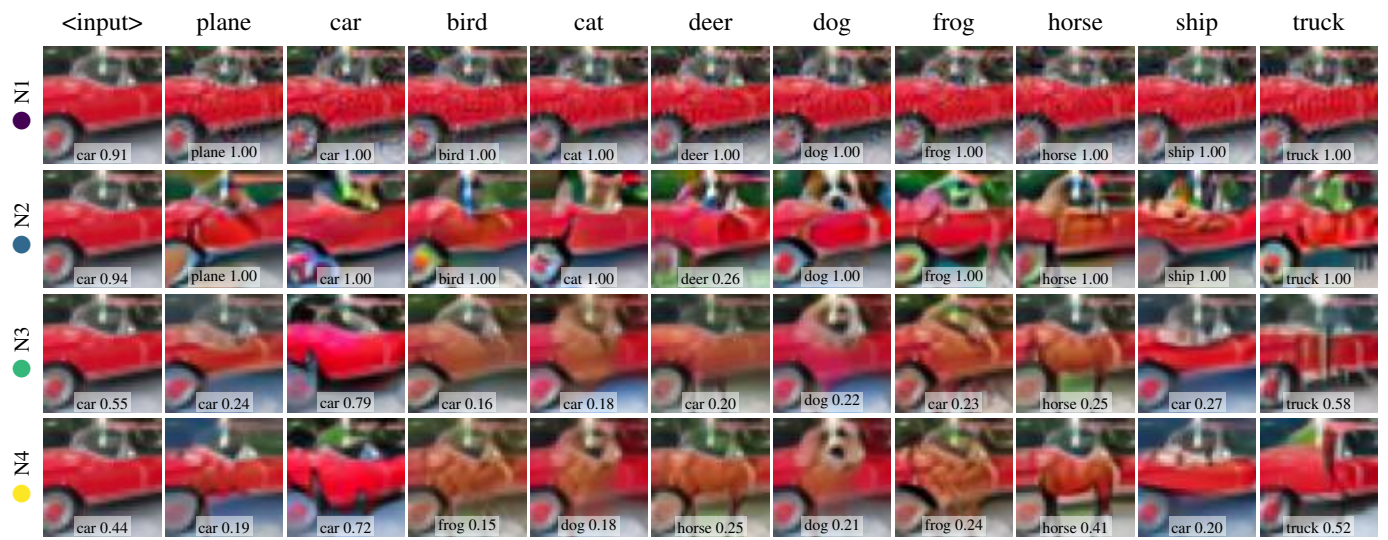 <input> plane car bird cat deer dog frog horse ship truck
N1
car 0.91 plane 1.00 car 1.00 bird 1.00 cat 1.00 deer 1.00 dog 1.00 frog 1.00 horse 1.00 ship 1.00 truck 1.00
N2
car 0.94 plane 1.00 car 1.00 bird 1.00 cat 1.00 deer 0.26 dog 1.00 frog 1.00 horse 1.00 ship 1.00 truck 1.00
N3
car 0.55 car 0.24 car 0.79 car 0.16 car 0.18 car 0.20 dog 0.22 car 0.23 horse 0.25 car 0.27 truck 0.58
N4
car 0.44 car 0.19 car 0.72 frog 0.15 dog 0.18 horse 0.25 dog 0.21 frog 0.24 horse 0.41 car 0.20 truck 0.52